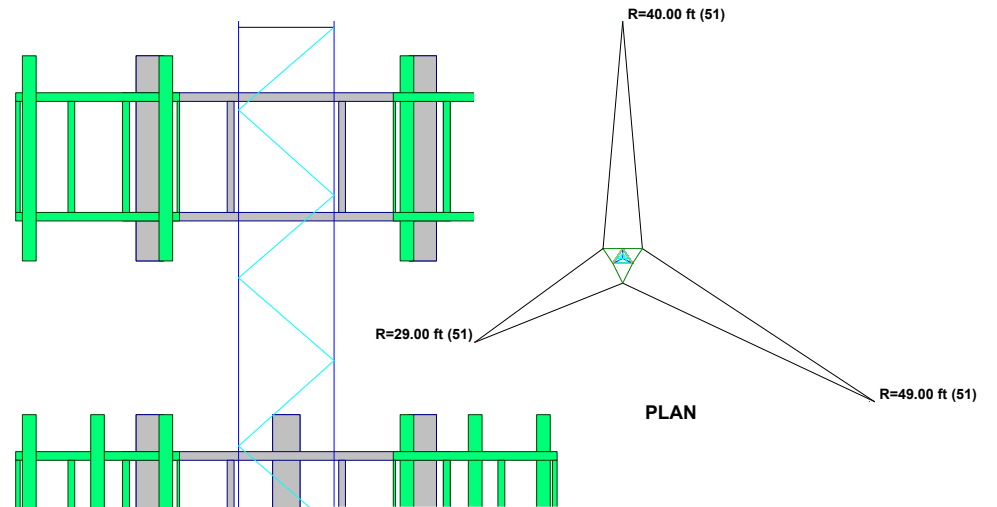 R=40.00 ft (51)
R=29.00 ft (51)
R=49.00 ft (51)
PLAN